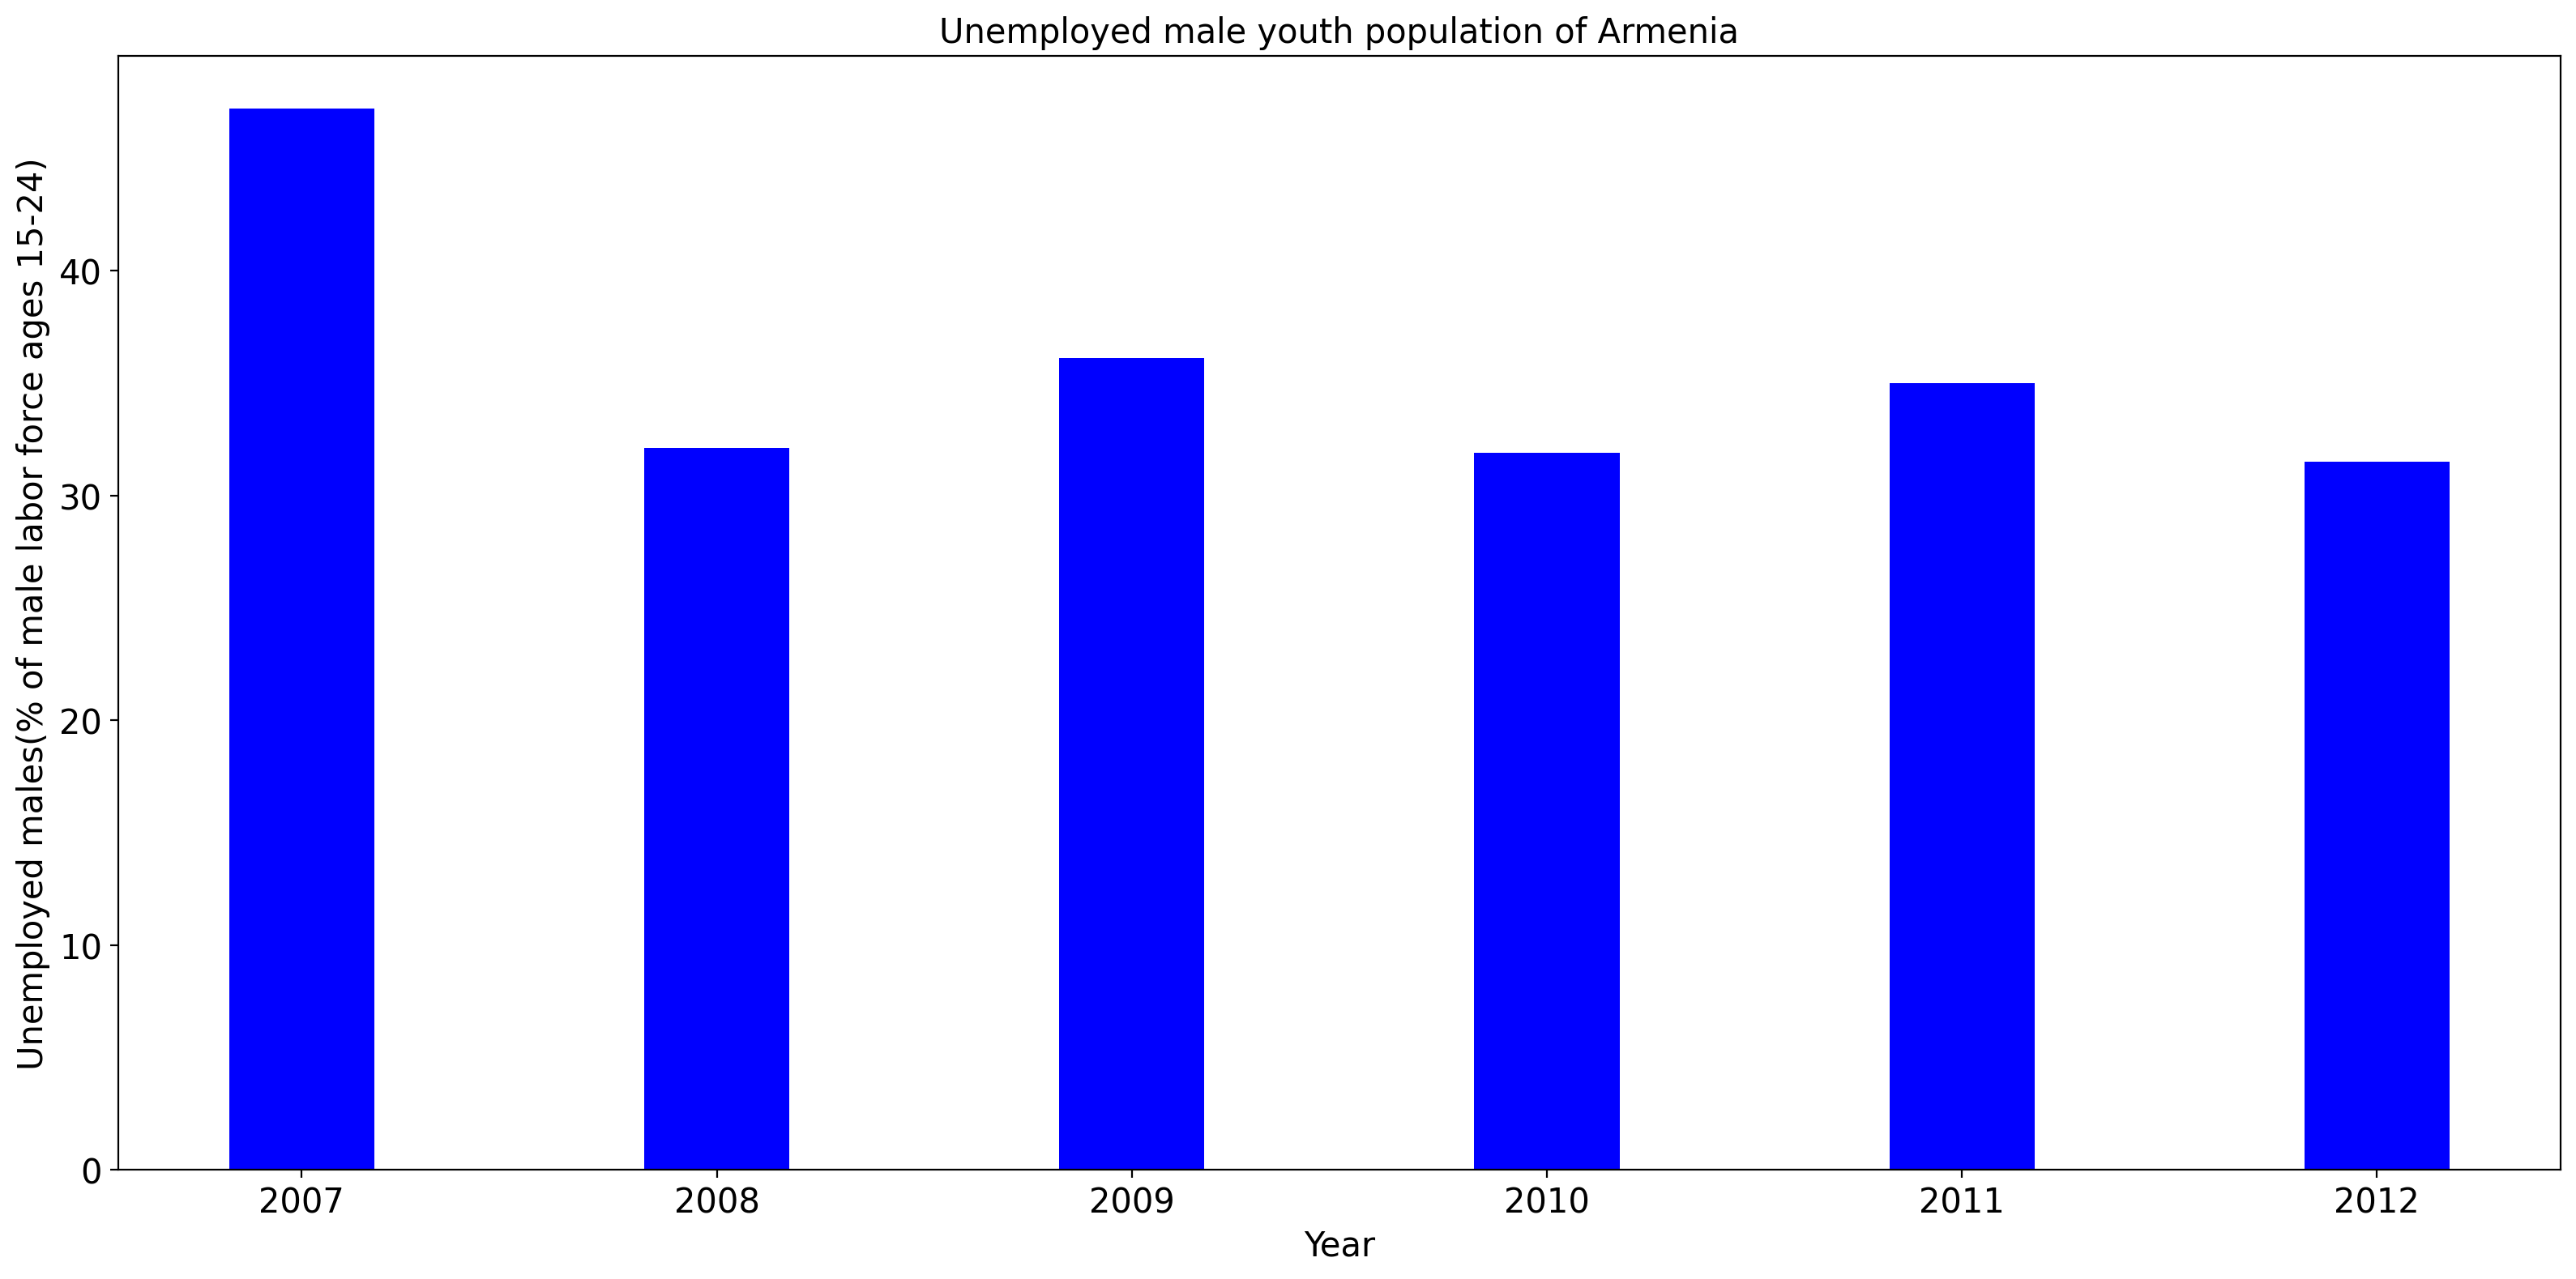 Unemployed male youth population of Armenia
Unemployed males(% of male labor force ages 15-24)
40
30
20
10
0
2007 2008 2009 2010 2011 2012
Year